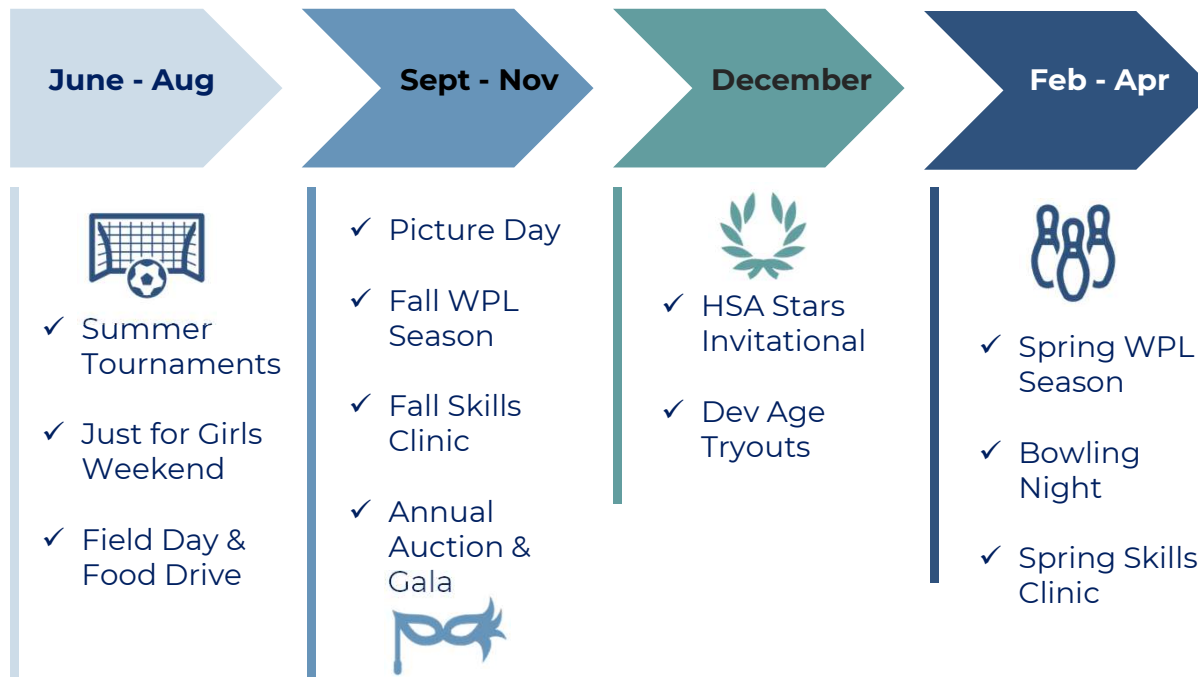 June - Aug
Sept - Nov
December
Feb - Apr
✓ Summer
Tournaments
✓ Just for Girls
Weekend
✓ Field Day &
Food Drive
✓ Picture Day
✓ Fall WPL
Season
✓ Fall Skills
Clinic
✓ Annual
Auction &
Gala
✓ HSA Stars
Invitational
✓ Dev Age
Tryouts
✓ Spring WPL
Season
✓ Bowling
Night
✓ Spring Skills
Clinic